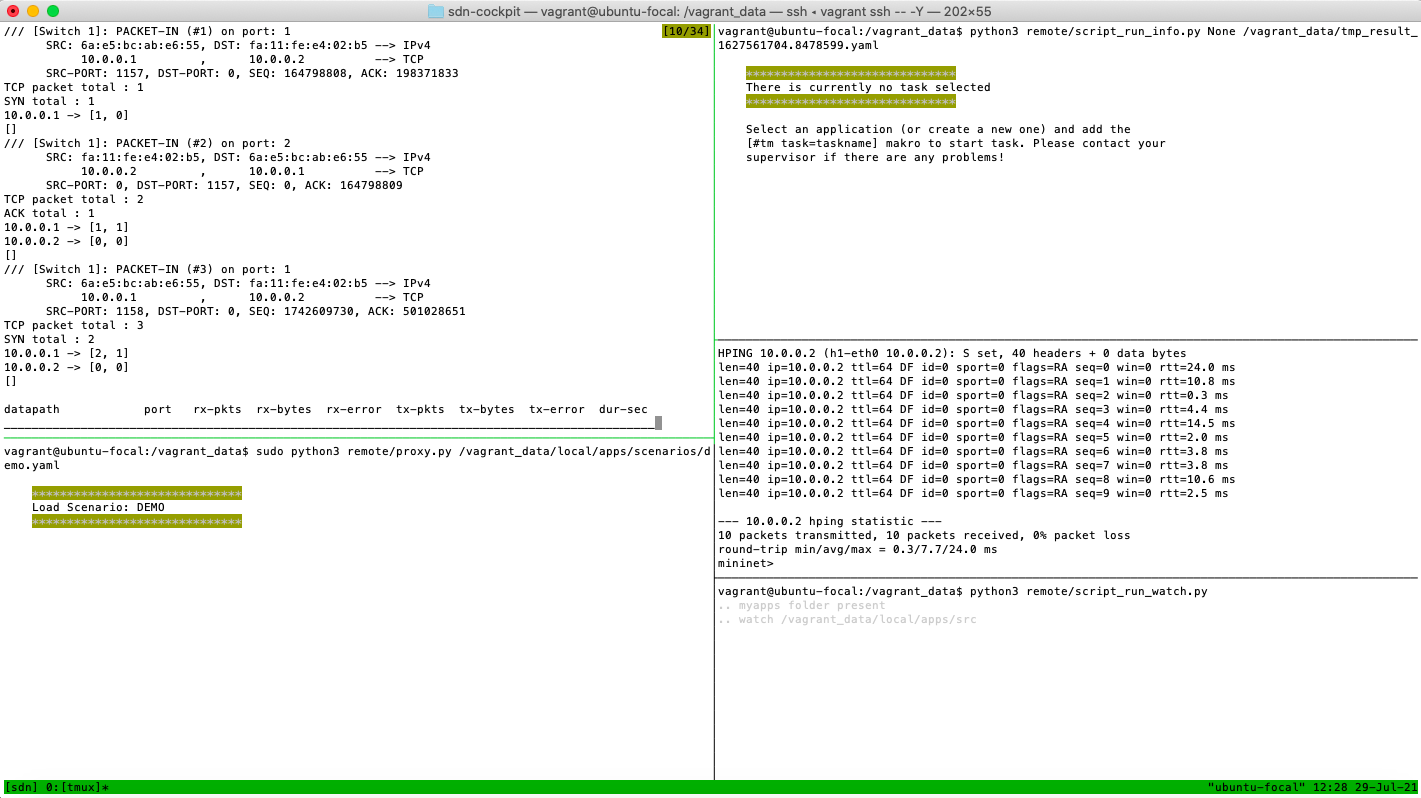 sdn-cockpit — vagrant@ubuntu-focal: /vagrant_data — ssh ◂ vagrant ssh -- -Y — 202×55
/// [Switch 1]: PACKET-IN (#1) on port: 1
[10/34]
SRC: 6a:e5:bc:ab:e6:55, DST: fa:11:fe:e4:02:b5 --> IPv4
10.0.0.1         ,      10.0.0.2          --> TCP
SRC-PORT: 1157, DST-PORT: 0, SEQ: 164798808, ACK: 198371833
TCP packet total : 1
SYN total : 1
10.0.0.1 -> [1, 0]
[]
/// [Switch 1]: PACKET-IN (#2) on port: 2
SRC: fa:11:fe:e4:02:b5, DST: 6a:e5:bc:ab:e6:55 --> IPv4
10.0.0.2         ,      10.0.0.1          --> TCP
SRC-PORT: 0, DST-PORT: 1157, SEQ: 0, ACK: 164798809
TCP packet total : 2
ACK total : 1
10.0.0.1 -> [1, 1]
10.0.0.2 -> [0, 0]
[]
/// [Switch 1]: PACKET-IN (#3) on port: 1
SRC: 6a:e5:bc:ab:e6:55, DST: fa:11:fe:e4:02:b5 --> IPv4
10.0.0.1         ,      10.0.0.2          --> TCP
SRC-PORT: 1158, DST-PORT: 0, SEQ: 1742609730, ACK: 501028651
TCP packet total : 3
SYN total : 2
10.0.0.1 -> [2, 1]
10.0.0.2 -> [0, 0]
[]
datapath            port   rx-pkts  rx-bytes  rx-error  tx-pkts  tx-bytes  tx-error  dur-sec
vagrant@ubuntu-focal:/vagrant_data$ sudo python3 remote/proxy.py /vagrant_data/local/apps/scenarios/d
emo.yaml
******************************
Load Scenario: DEMO
******************************
vagrant@ubuntu-focal:/vagrant_data$ python3 remote/script_run_info.py None /vagrant_data/tmp_result_
1627561704.8478599.yaml
******************************
There is currently no task selected
******************************
Select an application (or create a new one) and add the
[#tm task=taskname] makro to start task. Please contact your
supervisor if there are any problems!
HPING 10.0.0.2 (h1-eth0 10.0.0.2): S set, 40 headers + 0 data bytes
len=40 ip=10.0.0.2 ttl=64 DF id=0 sport=0 flags=RA seq=0 win=0 rtt=24.0 ms
len=40 ip=10.0.0.2 ttl=64 DF id=0 sport=0 flags=RA seq=1 win=0 rtt=10.8 ms
len=40 ip=10.0.0.2 ttl=64 DF id=0 sport=0 flags=RA seq=2 win=0 rtt=0.3 ms
len=40 ip=10.0.0.2 ttl=64 DF id=0 sport=0 flags=RA seq=3 win=0 rtt=4.4 ms
len=40 ip=10.0.0.2 ttl=64 DF id=0 sport=0 flags=RA seq=4 win=0 rtt=14.5 ms
len=40 ip=10.0.0.2 ttl=64 DF id=0 sport=0 flags=RA seq=5 win=0 rtt=2.0 ms
len=40 ip=10.0.0.2 ttl=64 DF id=0 sport=0 flags=RA seq=6 win=0 rtt=3.8 ms
len=40 ip=10.0.0.2 ttl=64 DF id=0 sport=0 flags=RA seq=7 win=0 rtt=3.8 ms
len=40 ip=10.0.0.2 ttl=64 DF id=0 sport=0 flags=RA seq=8 win=0 rtt=10.6 ms
len=40 ip=10.0.0.2 ttl=64 DF id=0 sport=0 flags=RA seq=9 win=0 rtt=2.5 ms
--- 10.0.0.2 hping statistic ---
10 packets transmitted, 10 packets received, 0% packet loss
round-trip min/avg/max = 0.3/7.7/24.0 ms
mininet>
vagrant@ubuntu-focal:/vagrant_data$ python3 remote/script_run_watch.py
.. myapps folder present
.. watch /vagrant_data/local/apps/src
[sdn] 0:[tmux]*
"ubuntu-focal" 12:28 29-Jul-21